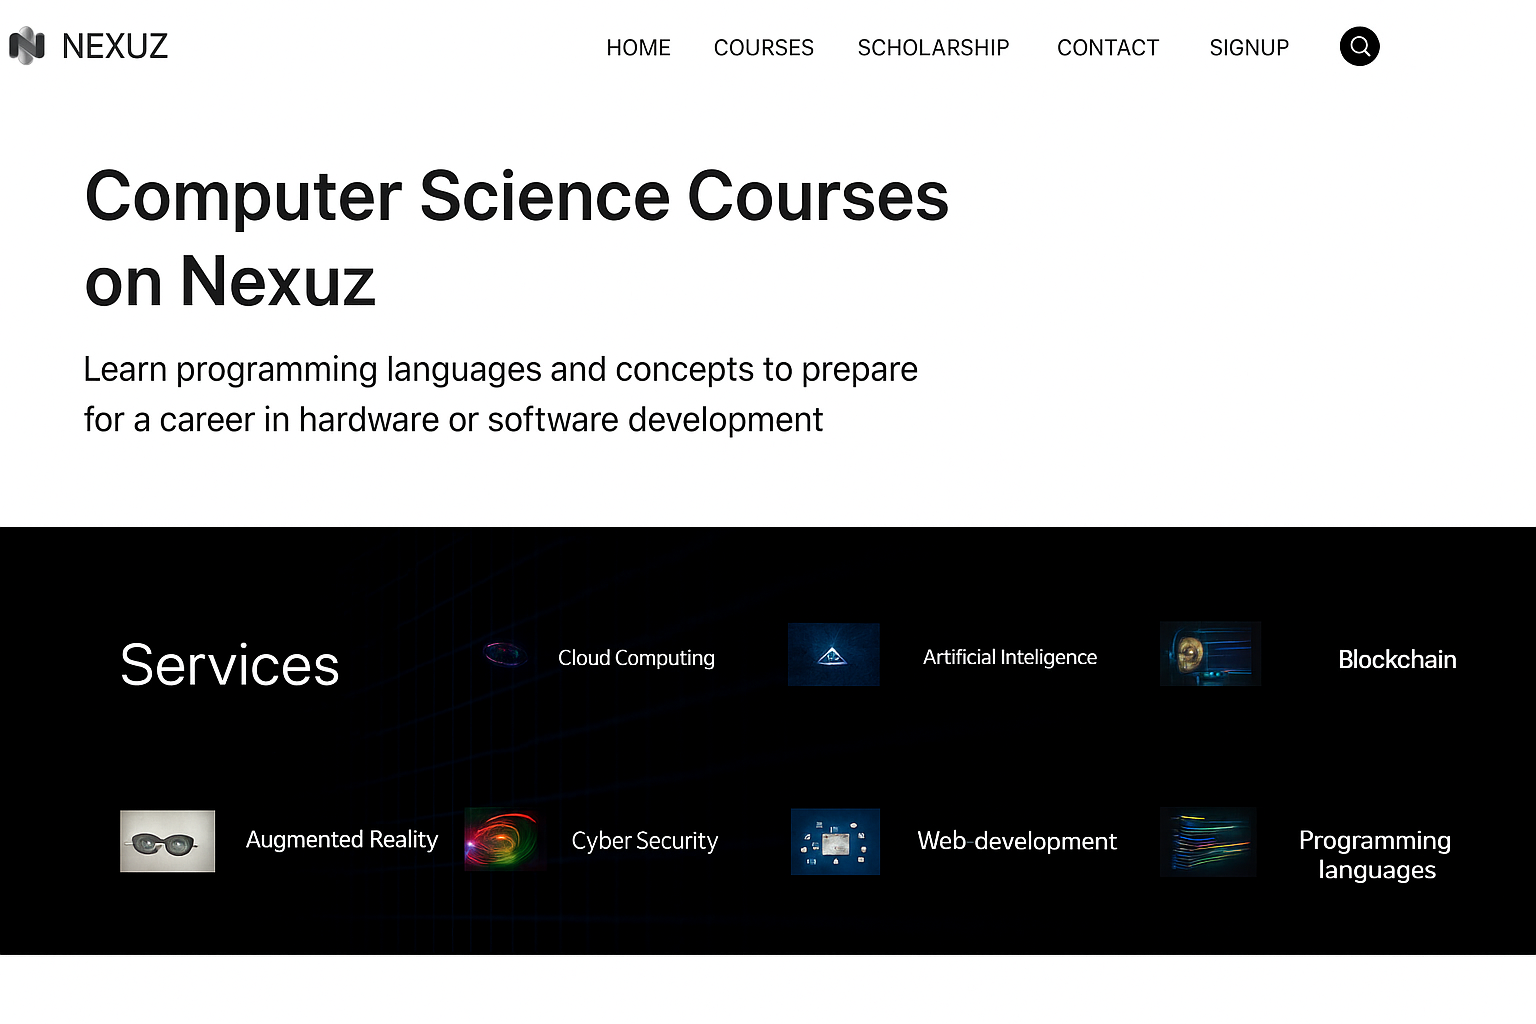 NEXUZ
HOME
COURSES
SCHOLARSHIP
CONTACT
SIGNUP
Computer Science Courses
on Nexuz
Learn programming languages and concepts to prepare
for a career in hardware or software development
Services
Cloud Computing
Artificial Inteligence
Blockchain
Augmented Reality
Cyber Security
Web-development
Programming
languages